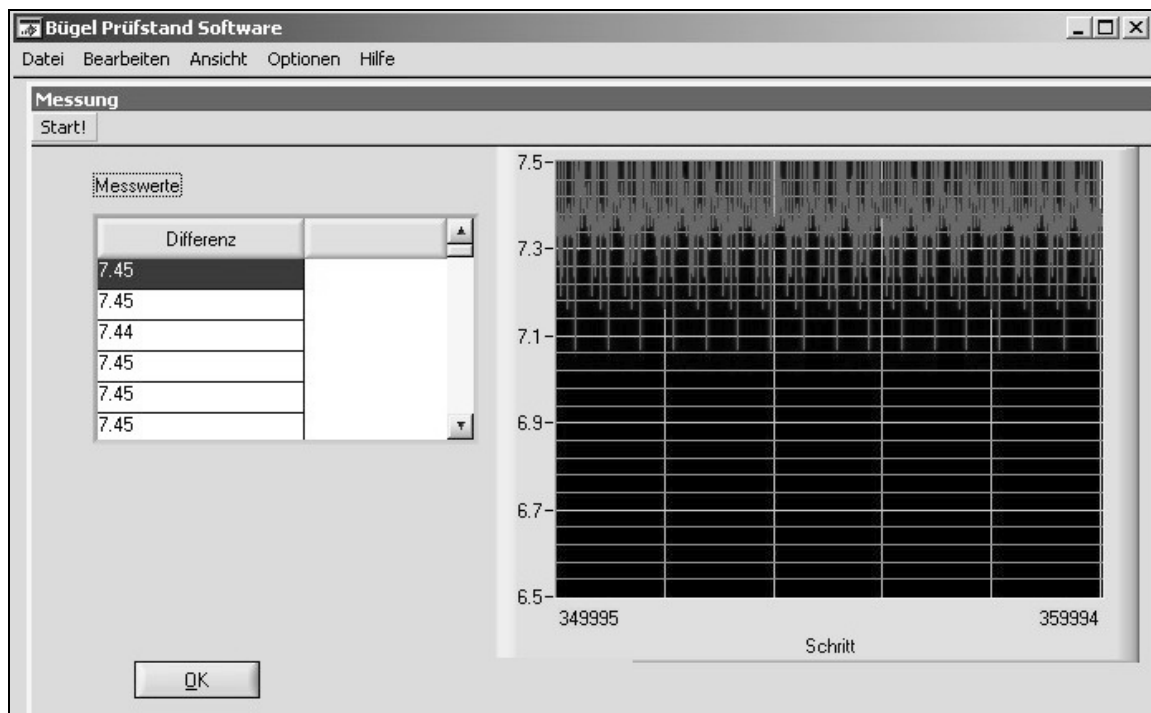 Bügel Prüfstand Software
Datei Bearbeiten Ansicht Optionen Hilfe
Messung
Start!
Messwerte
Differenz
7.45
7.45
7.44
7.45
7.45
7.45
7.5
7.3
7.1
6.9
6.7
6.5
349995 359994
Schritt
OK